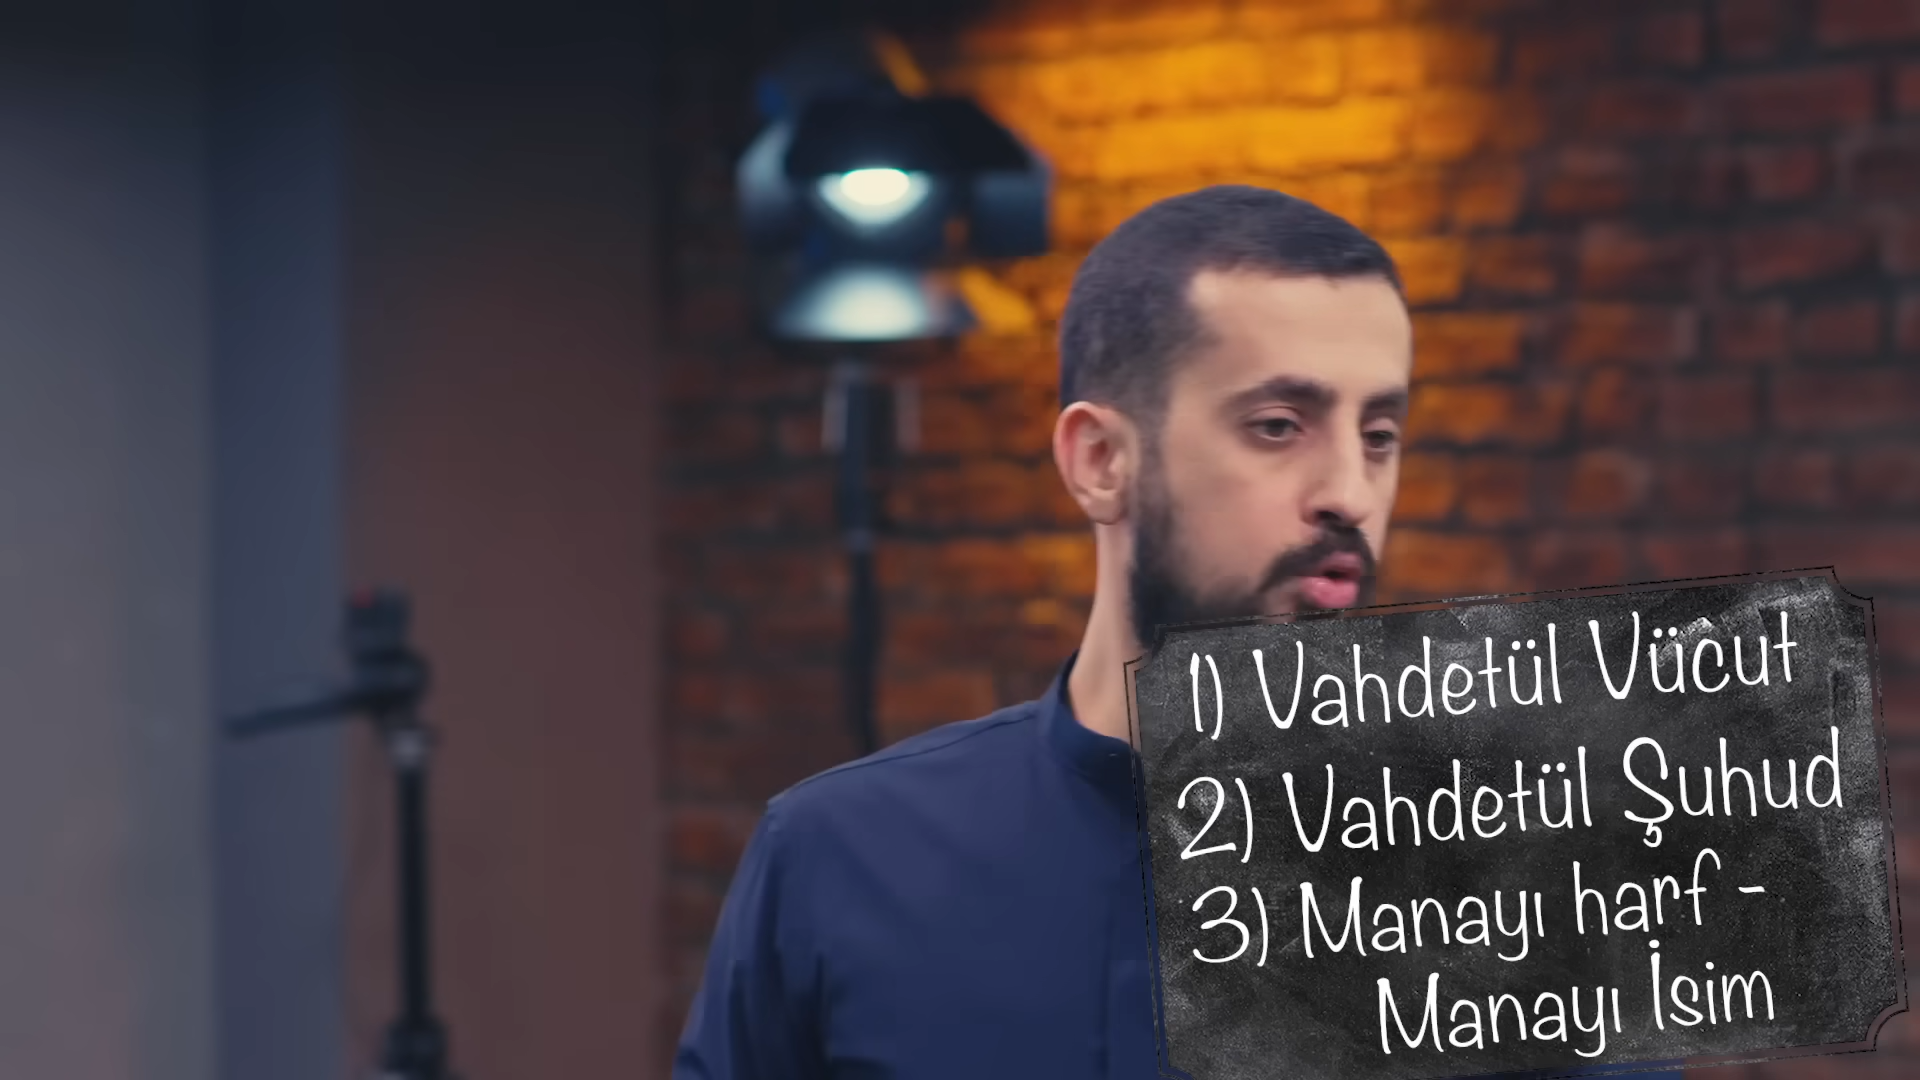 1) Vahdetül Vücut
2) Vahdetül Şuhud
3) Manayı harf -
Manayı İsim